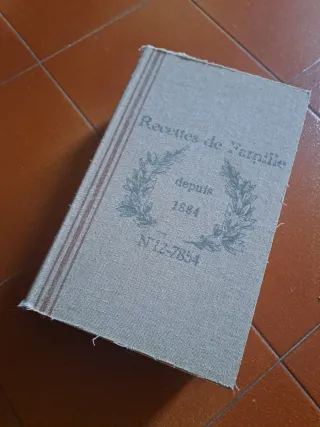 Recettes de Famille
depuis
1884
N°12-7854